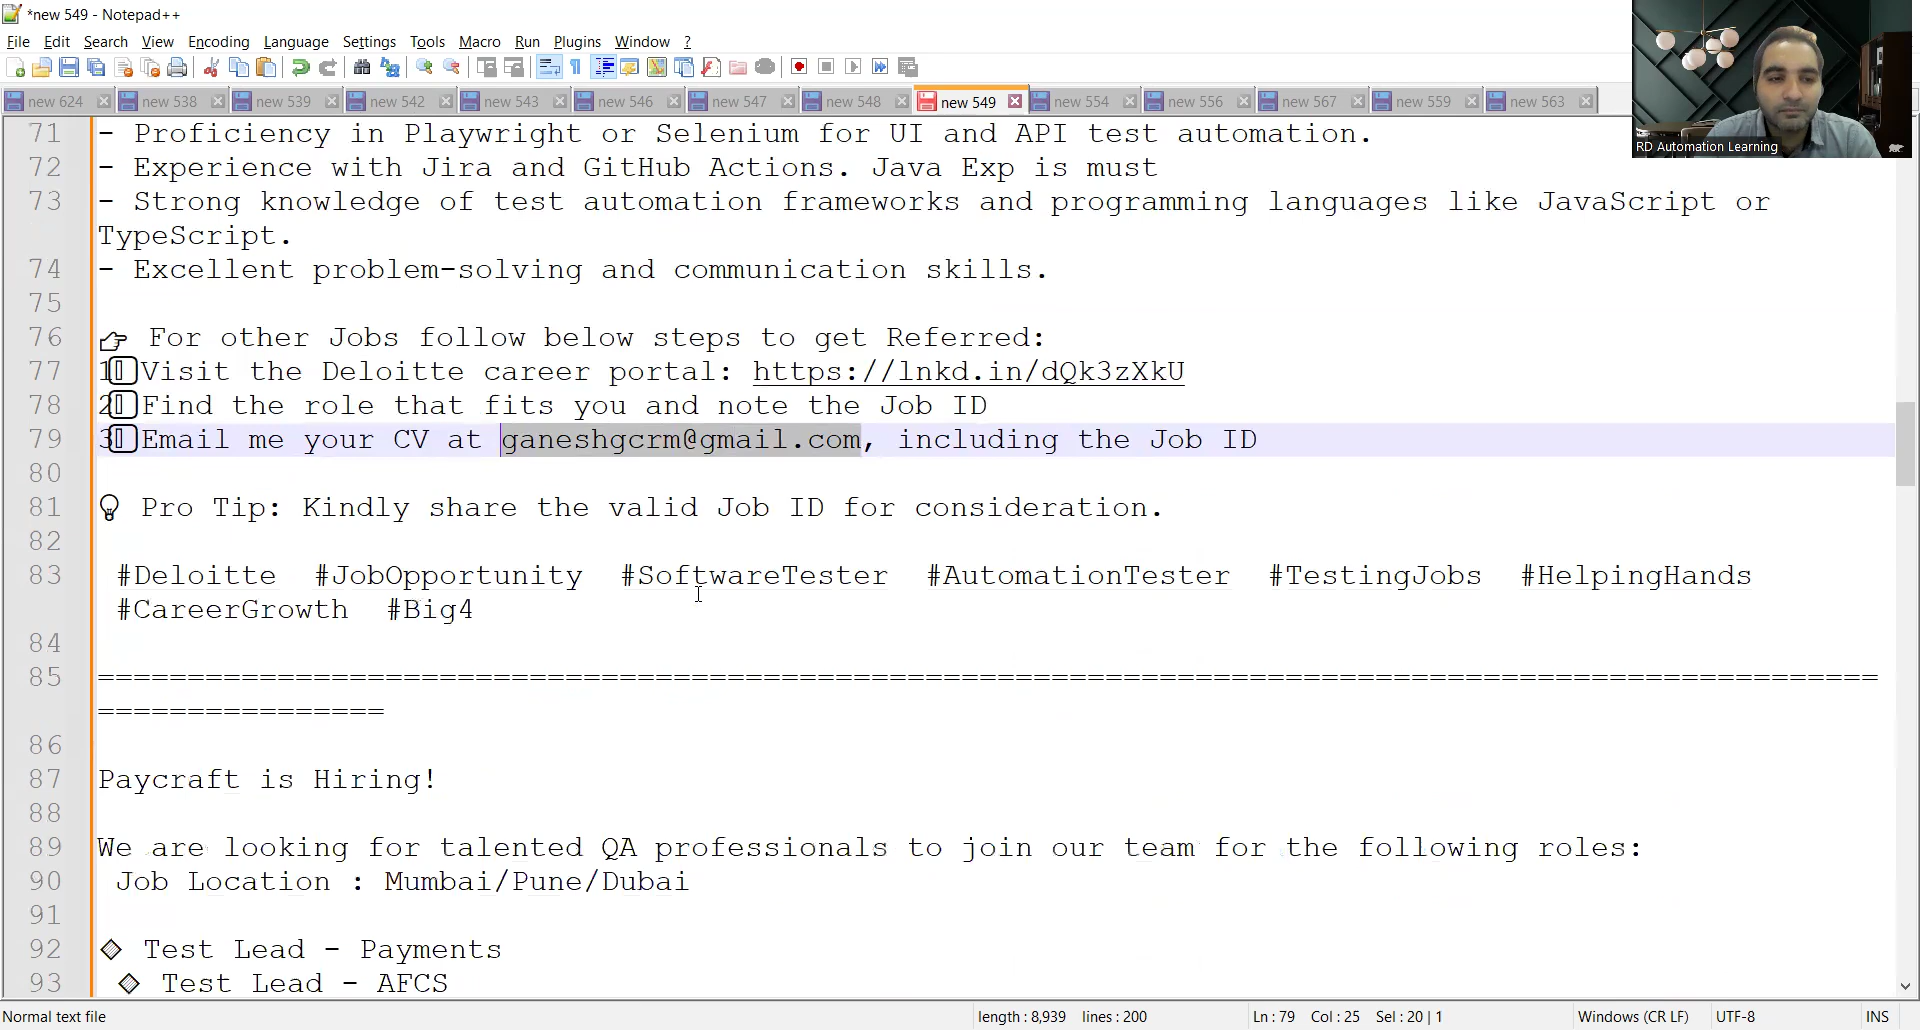 *new 549 - Notepad++
File Edit Search View Encoding Language Settings Tools Macro Run Plugins Window ?
new 624 new 538 new 539 new 542 new 543 new 546 new 547 new 548 new 549 new 554 new 556 new 567 new 559 new 563
RD Automation Learning
71 - Proficiency in Playwright or Selenium for UI and API test automation.
72 - Experience with Jira and GitHub Actions. Java Exp is must
73 - Strong knowledge of test automation frameworks and programming languages like JavaScript or
TypeScript.
74 - Excellent problem-solving and communication skills.
75
76 👉 For other Jobs follow below steps to get Referred:
77 1 Visit the Deloitte career portal: https://lnkd.in/dQk3zXkU
78 2 Find the role that fits you and note the Job ID
79 3 Email me your CV at ganeshgcrm@gmail.com, including the Job ID
80
81 💡 Pro Tip: Kindly share the valid Job ID for consideration.
82
83 #Deloitte #JobOpportunity #SoftwareTester #AutomationTester #TestingJobs #HelpingHands
#CareerGrowth #Big4
84
85 ===================================================================================================
================
86
87 Paycraft is Hiring!
88
89 We are looking for talented QA professionals to join our team for the following roles:
90 Job Location : Mumbai/Pune/Dubai
91
92 🔷 Test Lead - Payments
93 🔷 Test Lead - AFCS
Normal text file length : 8,939 lines : 200 Ln : 79 Col : 25 Sel : 20 | 1 Windows (CR LF) UTF-8 INS